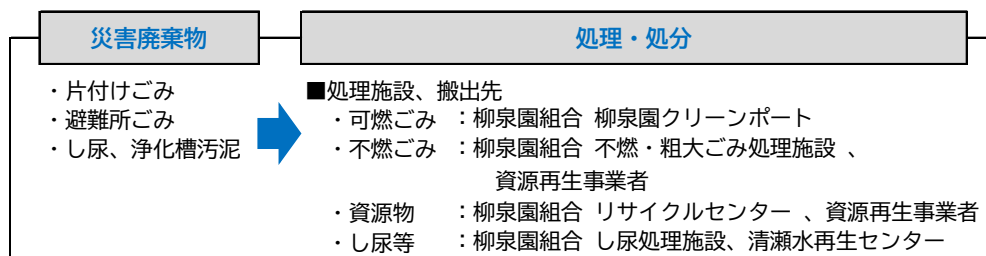 災害廃棄物
処理・処分
・片付けごみ
・避難所ごみ
・し尿、浄化槽汚泥
■処理施設、搬出先
・可燃ごみ ：柳泉園組合 柳泉園クリーンポート
・不燃ごみ ：柳泉園組合 不燃・粗大ごみ処理施設 、
資源再生事業者
・資源物 ：柳泉園組合 リサイクルセンター 、資源再生事業者
・し尿等 ：柳泉園組合 し尿処理施設、清瀬水再生センター